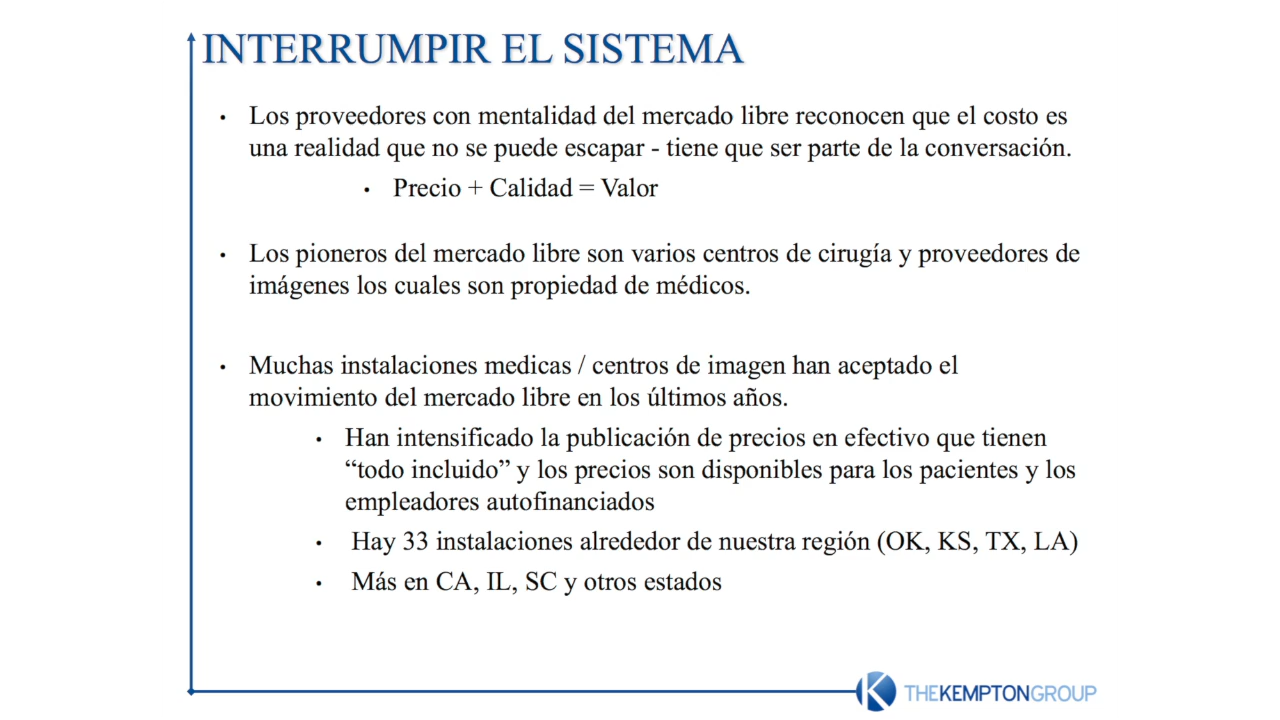 INTERRUMPIR EL SISTEMA
• Los proveedores con mentalidad del mercado libre reconocen que el costo es
una realidad que no se puede escapar - tiene que ser parte de la conversación.
• Precio + Calidad = Valor
• Los pioneros del mercado libre son varios centros de cirugía y proveedores de
imágenes los cuales son propiedad de médicos.
• Muchas instalaciones medicas / centros de imagen han aceptado el
movimiento del mercado libre en los últimos años.
• Han intensificado la publicación de precios en efectivo que tienen
“todo incluido” y los precios son disponibles para los pacientes y los
empleadores autofinanciados
• Hay 33 instalaciones alrededor de nuestra región (OK, KS, TX, LA)
• Más en CA, IL, SC y otros estados
K THEKEMPTONGROUP